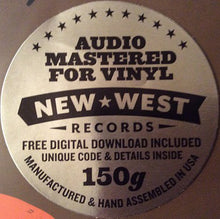 AUDIO
MASTERED
FOR VINYL
NEW ★ WEST
RECORDS
FREE DIGITAL DOWNLOAD INCLUDED
UNIQUE CODE & DETAILS INSIDE
150g
MANUFACTURED & HAND ASSEMBLED IN USA